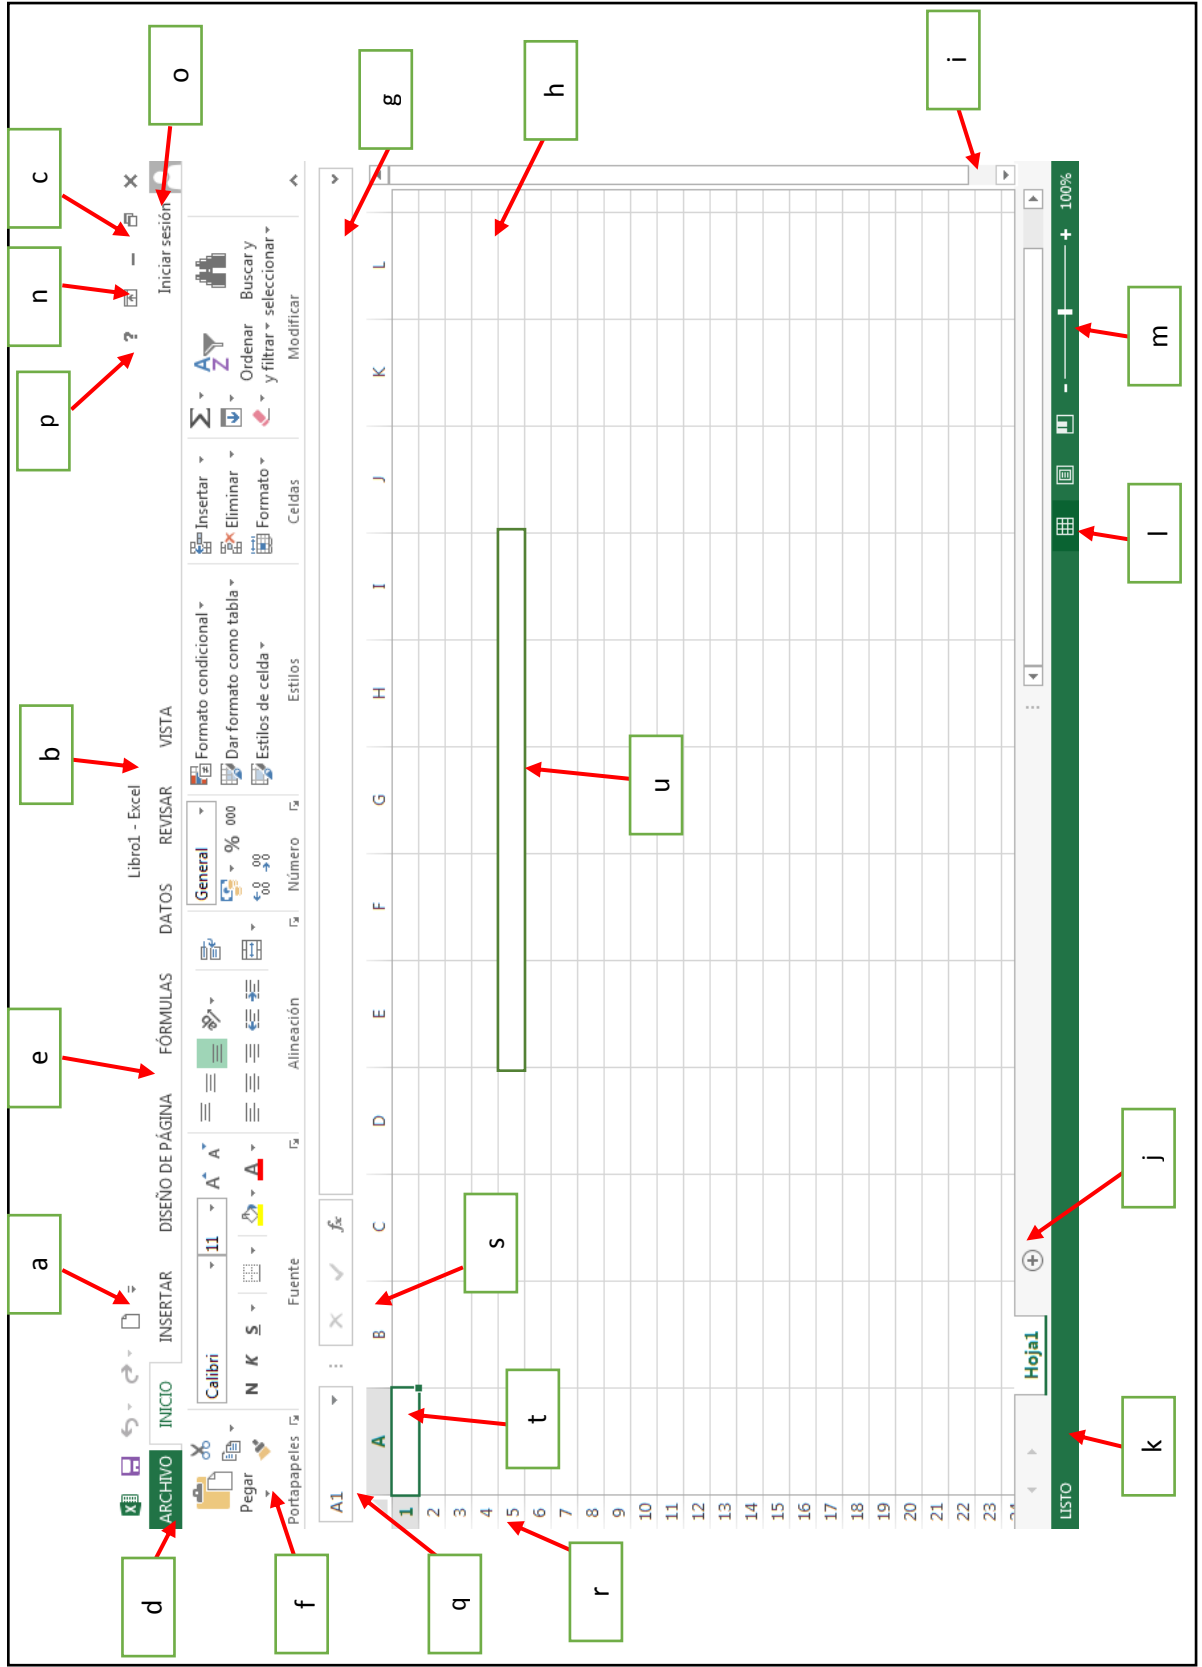 a
b
c
d
e
n
o
p
Libro1 - Excel
?
ARCHIVO INICIO INSERTAR DISEÑO DE PÁGINA FÓRMULAS DATOS REVISAR VISTA Iniciar sesión
Calibri 11 General Formato condicional Insertar Σ
Dar formato como tabla Eliminar
Pegar N K S A % 000 Estilos de celda Formato Ordenar y filtrar Buscar y seleccionar
Portapapeles Fuente Alineación Número Estilos Celdas Modificar
f
A1 fx
g
q
s
A B C D E F G H I J K L
1
2
3
4
5
6
7
8
9
10
11
12
13
14
15
16
17
18
19
20
21
22
23
h
r
t
u
i
Hoja1
j
LISTO 100%
k
l
m